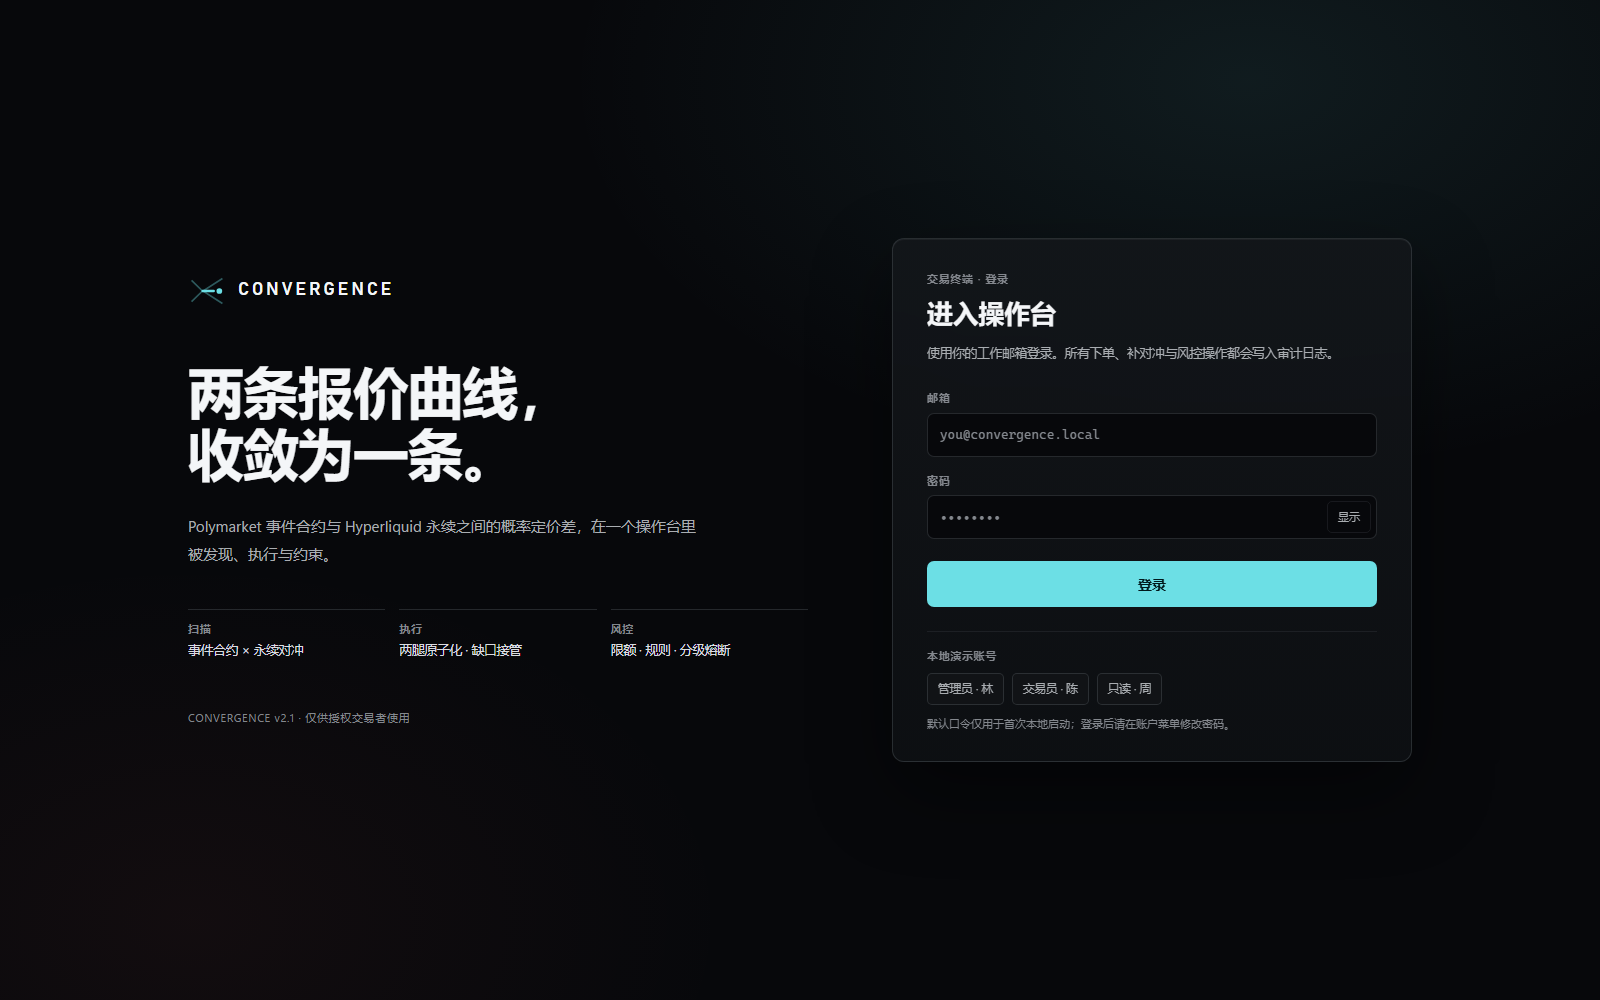 CONVERGENCE
两条报价曲线，
收敛为一条。
Polymarket 事件合约与 Hyperliquid 永续之间的概率定价差，在一个操作台里
被发现、执行与约束。
扫描
事件合约 × 永续对冲
执行
两腿原子化 · 缺口接管
风控
限额 · 规则 · 分级熔断
CONVERGENCE v2.1 · 仅供授权交易者使用
交易终端 · 登录
进入操作台
使用你的工作邮箱登录。所有下单、补对冲与风控操作都会写入审计日志。
邮箱
you@convergence.local
密码
••••••••
显示
登录
本地演示账号
管理员 · 林
交易员 · 陈
只读 · 周
默认口令仅用于首次本地启动；登录后请在账户菜单修改密码。